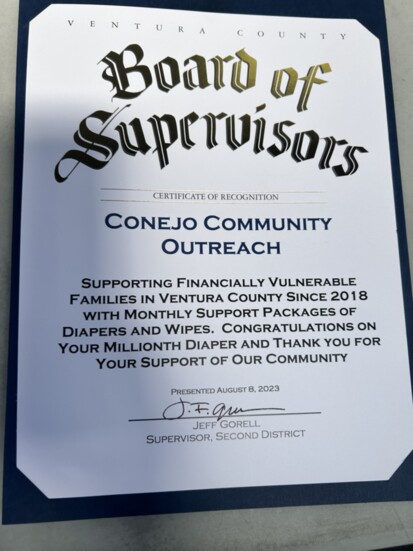 VENTURA COUNTY
Board of
Supervisors
CERTIFICATE OF RECOGNITION
CONEJO COMMUNITY
OUTREACH
SUPPORTING FINANCIALLY VULNERABLE
FAMILIES IN VENTURA COUNTY SINCE 2018
WITH MONTHLY SUPPORT PACKAGES OF
DIAPERS AND WIPES.  CONGRATULATIONS ON
YOUR MILLIONTH DIAPER AND THANK YOU FOR
YOUR SUPPORT OF OUR COMMUNITY
PRESENTED AUGUST 8, 2023
JEFF GORELL
SUPERVISOR, SECOND DISTRICT